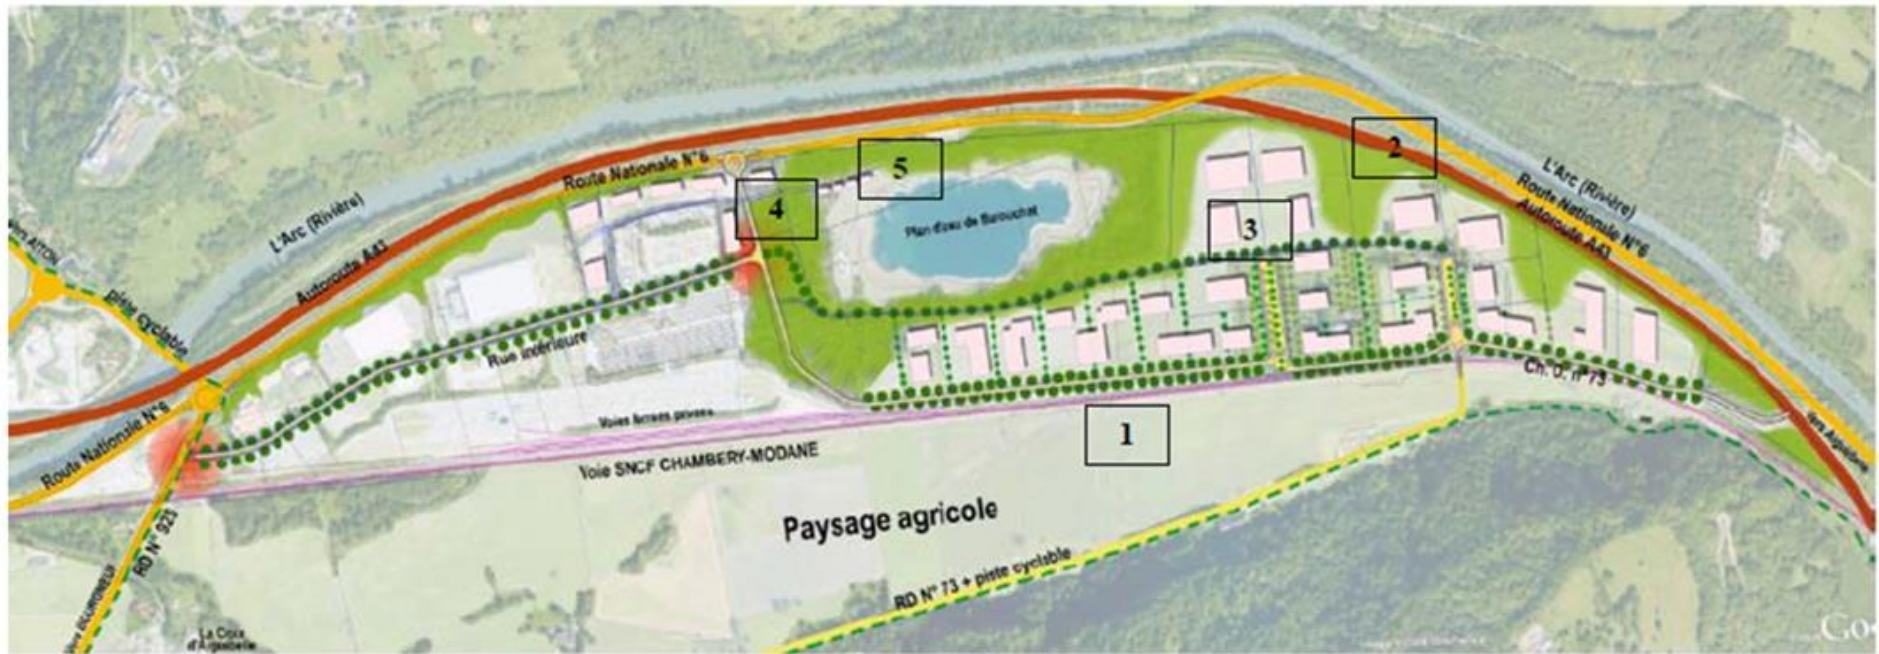 2
5
L'Arc (Rivière)
Route Nationale N°6
4
Route Nationale N°6
Autoroute A43
L'Arc (Rivière)
Plan d'eau de Barouchat
3
Autoroute A43
piste cyclable
Rue intérieure
Ch. U. n°73
Voies ferrées privées
1
Route Nationale N°6
Voie SNCF CHAMBERY-MODANE
Paysage agricole
RD N° 923
RD N° 73 + piste cyclable
La Croix
d'Aiguebelle
Goo